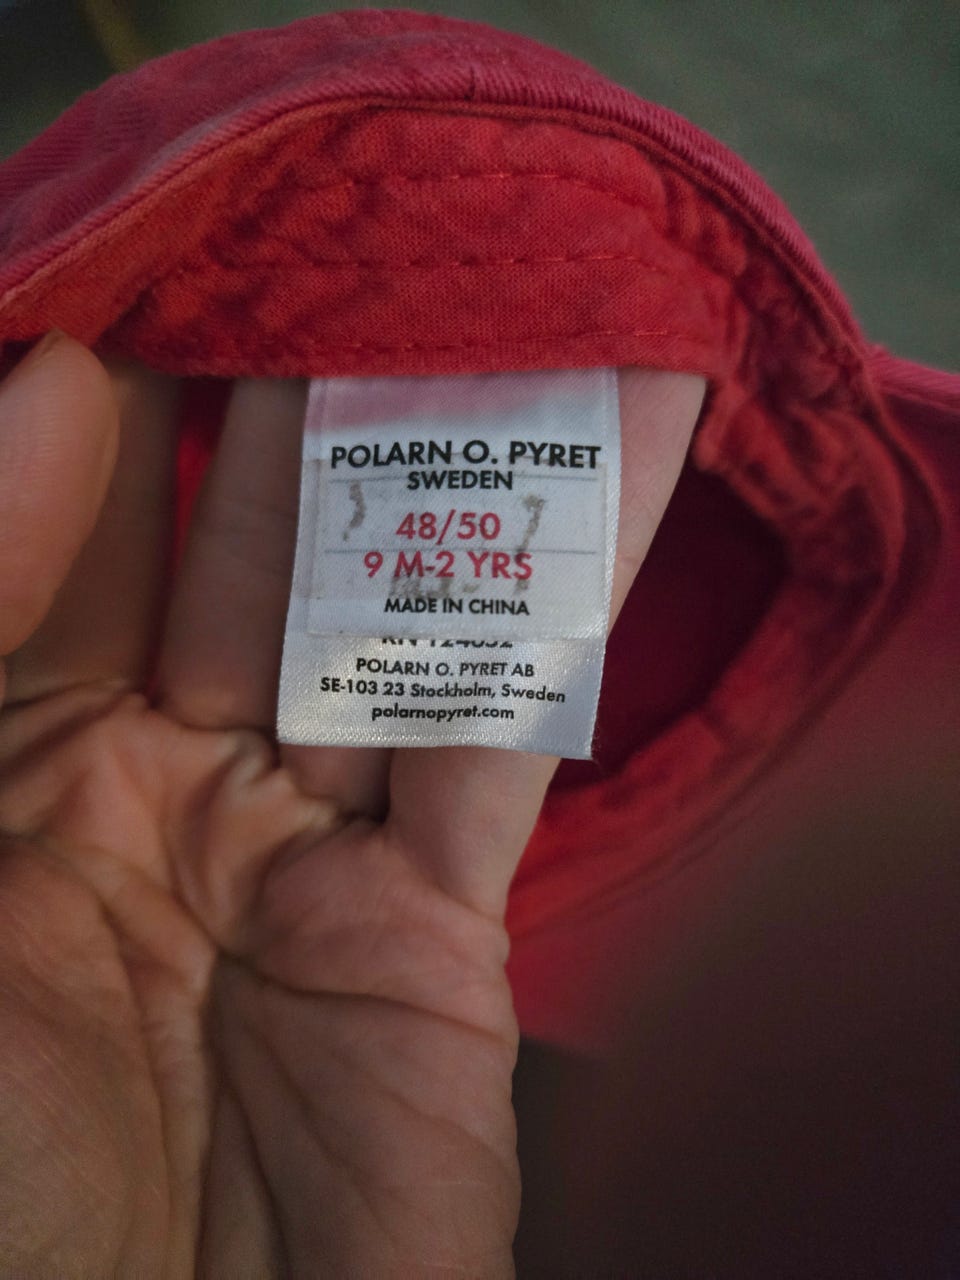 POLARN O. PYRET
SWEDEN
48/50
9 M-2 YRS
MADE IN CHINA
POLARN O. PYRET AB
SE-103 23 Stockholm, Sweden
polarnopyret.com